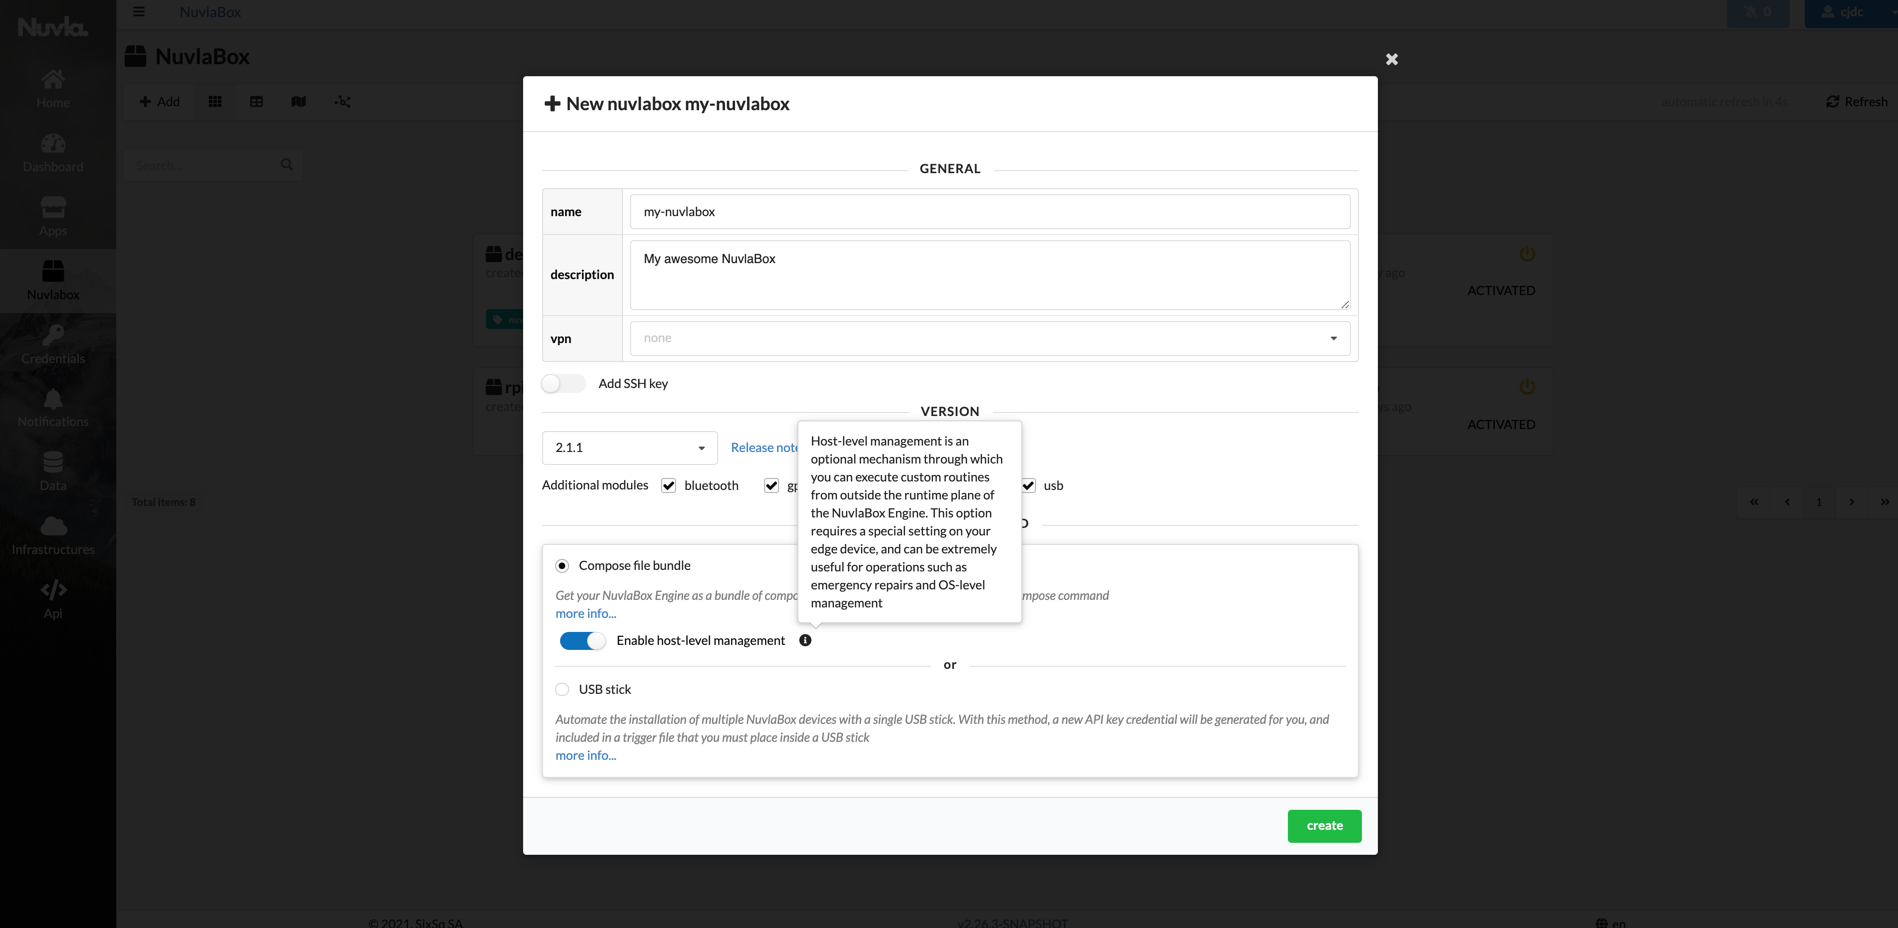 Nuvla.
NuvlaBox
0
cjdc
NuvlaBox
Home
Add
automatic refresh in 4s
Refresh
Dashboard
Search...
Apps
Nuvlabox
Credentials
Notifications
Data
Infrastructures
Api
de
create
ago
ACTIVATED
rpi
create
ys ago
ACTIVATED
Total items: 8
1
New nuvlabox my-nuvlabox
GENERAL
name
my-nuvlabox
description
My awesome NuvlaBox
vpn
none
Add SSH key
VERSION
2.1.1
Release note
Additional modules
bluetooth
gp
usb
Host-level management is an
optional mechanism through which
you can execute custom routines
from outside the runtime plane of
the NuvlaBox Engine. This option
requires a special setting on your
edge device, and can be extremely
useful for operations such as
emergency repairs and OS-level
management
Compose file bundle
Get your NuvlaBox Engine as a bundle of compo mpose command
more info...
Enable host-level management
or
USB stick
Automate the installation of multiple NuvlaBox devices with a single USB stick. With this method, a new API key credential will be generated for you, and
included in a trigger file that you must place inside a USB stick
more info...
create
© 2021, SixSq SA
v2.26.3-SNAPSHOT
en